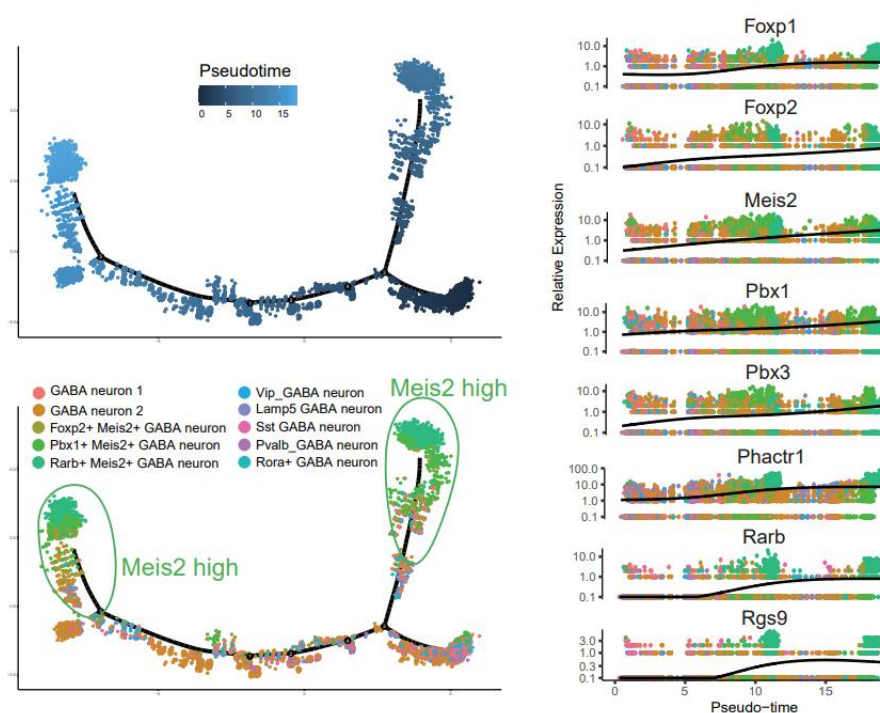 Pseudotime
0 5 10 15
GABA neuron 1
GABA neuron 2
Foxp2+ Meis2+ GABA neuron
Pbx1+ Meis2+ GABA neuron
Rarb+ Meis2+ GABA neuron
Vip_GABA neuron
Lamp5 GABA neuron
Sst GABA neuron
Pvalb_GABA neuron
Rora+ GABA neuron
Meis2 high
Meis2 high
Relative Expression
Foxp1
10.0
1.0
0.1
Foxp2
10.0
1.0
0.1
Meis2
10.0
1.0
0.1
Pbx1
10.0
1.0
0.1
Pbx3
10.0
1.0
0.1
Phactr1
100.0
10.0
1.0
0.1
Rarb
10.0
1.0
0.1
Rgs9
3.0
1.0
0.3
0.1
0 5 10 15
Pseudo-time